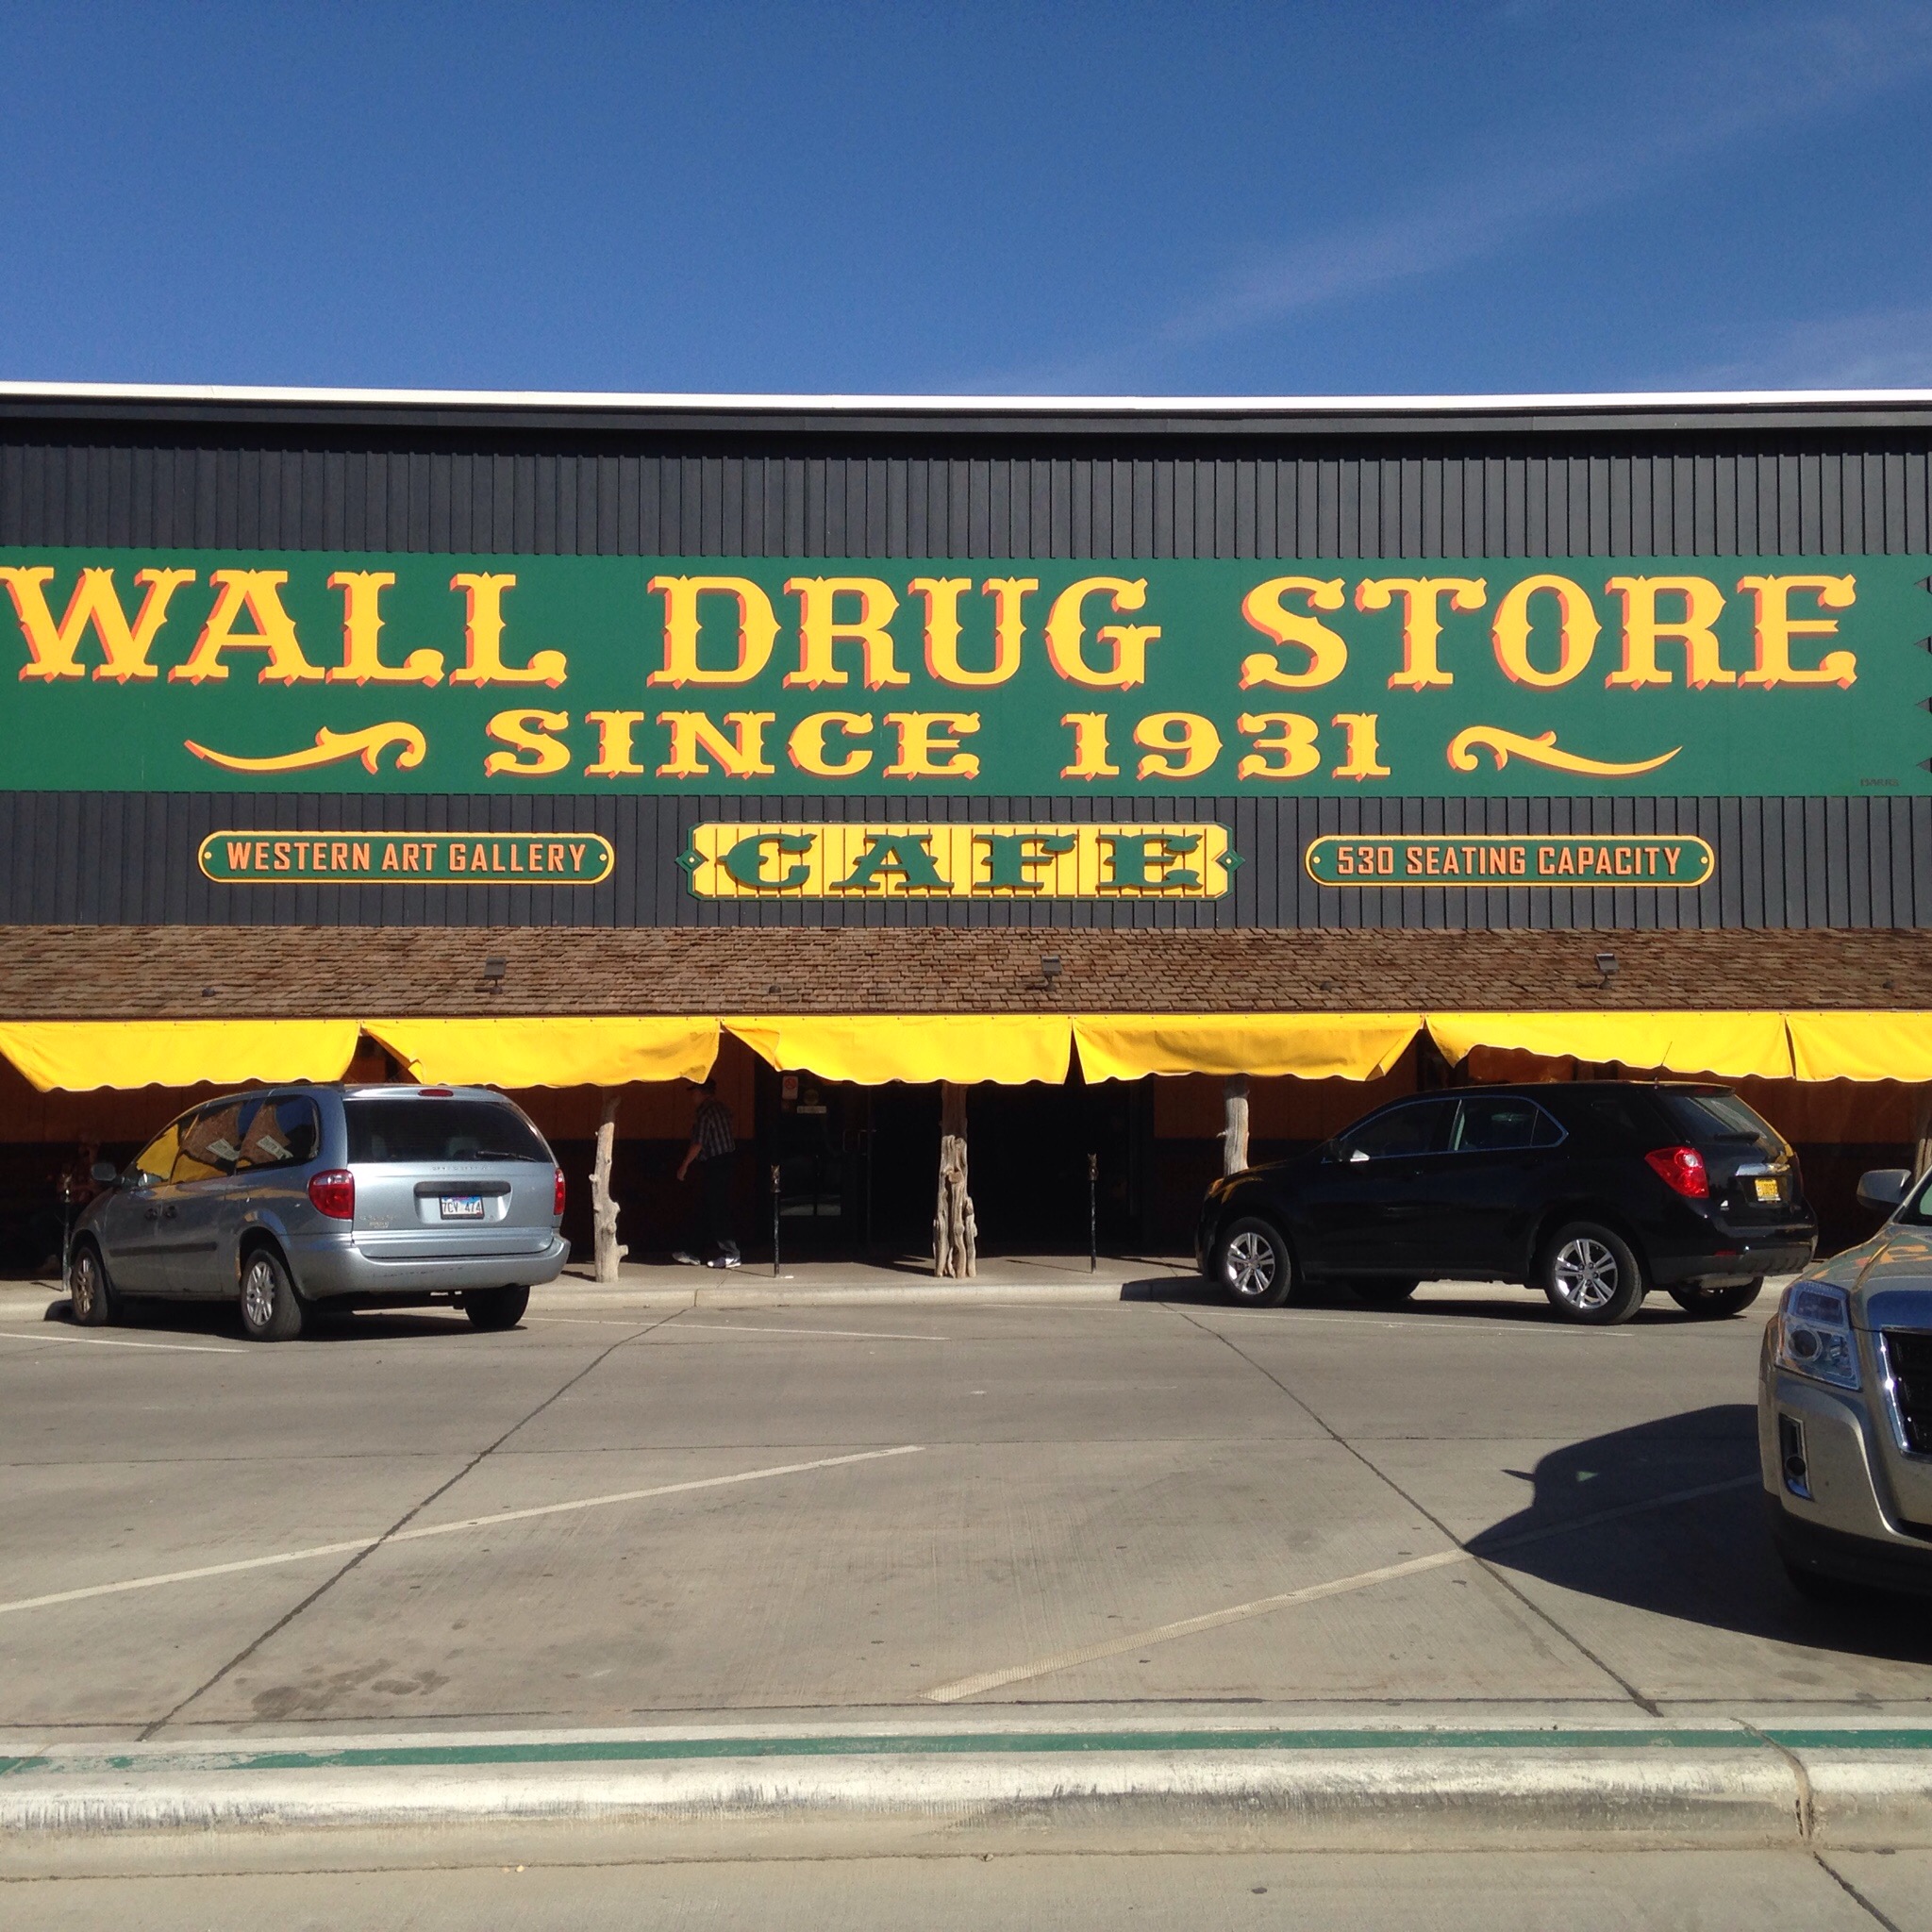 WALL DRUG STORE
SINCE 1931
WESTERN ART GALLERY
CAFE
530 SEATING CAPACITY